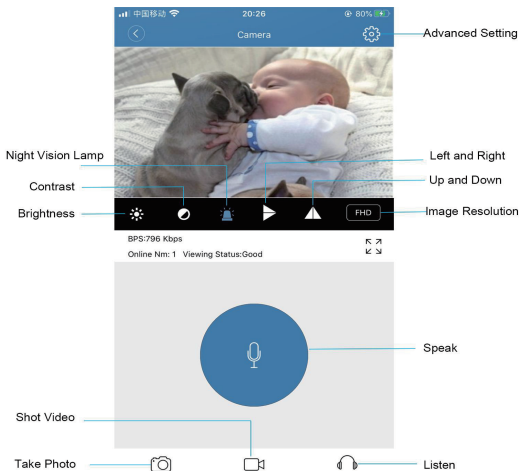 中国移动 20:26 80%
Camera
Advanced Setting
Night Vision Lamp
Left and Right
Contrast
Up and Down
Brightness
FHD
Image Resolution
BPS:796 Kbps
Online Nm: 1 Viewing Status:Good
Speak
Shot Video
Take Photo
Listen